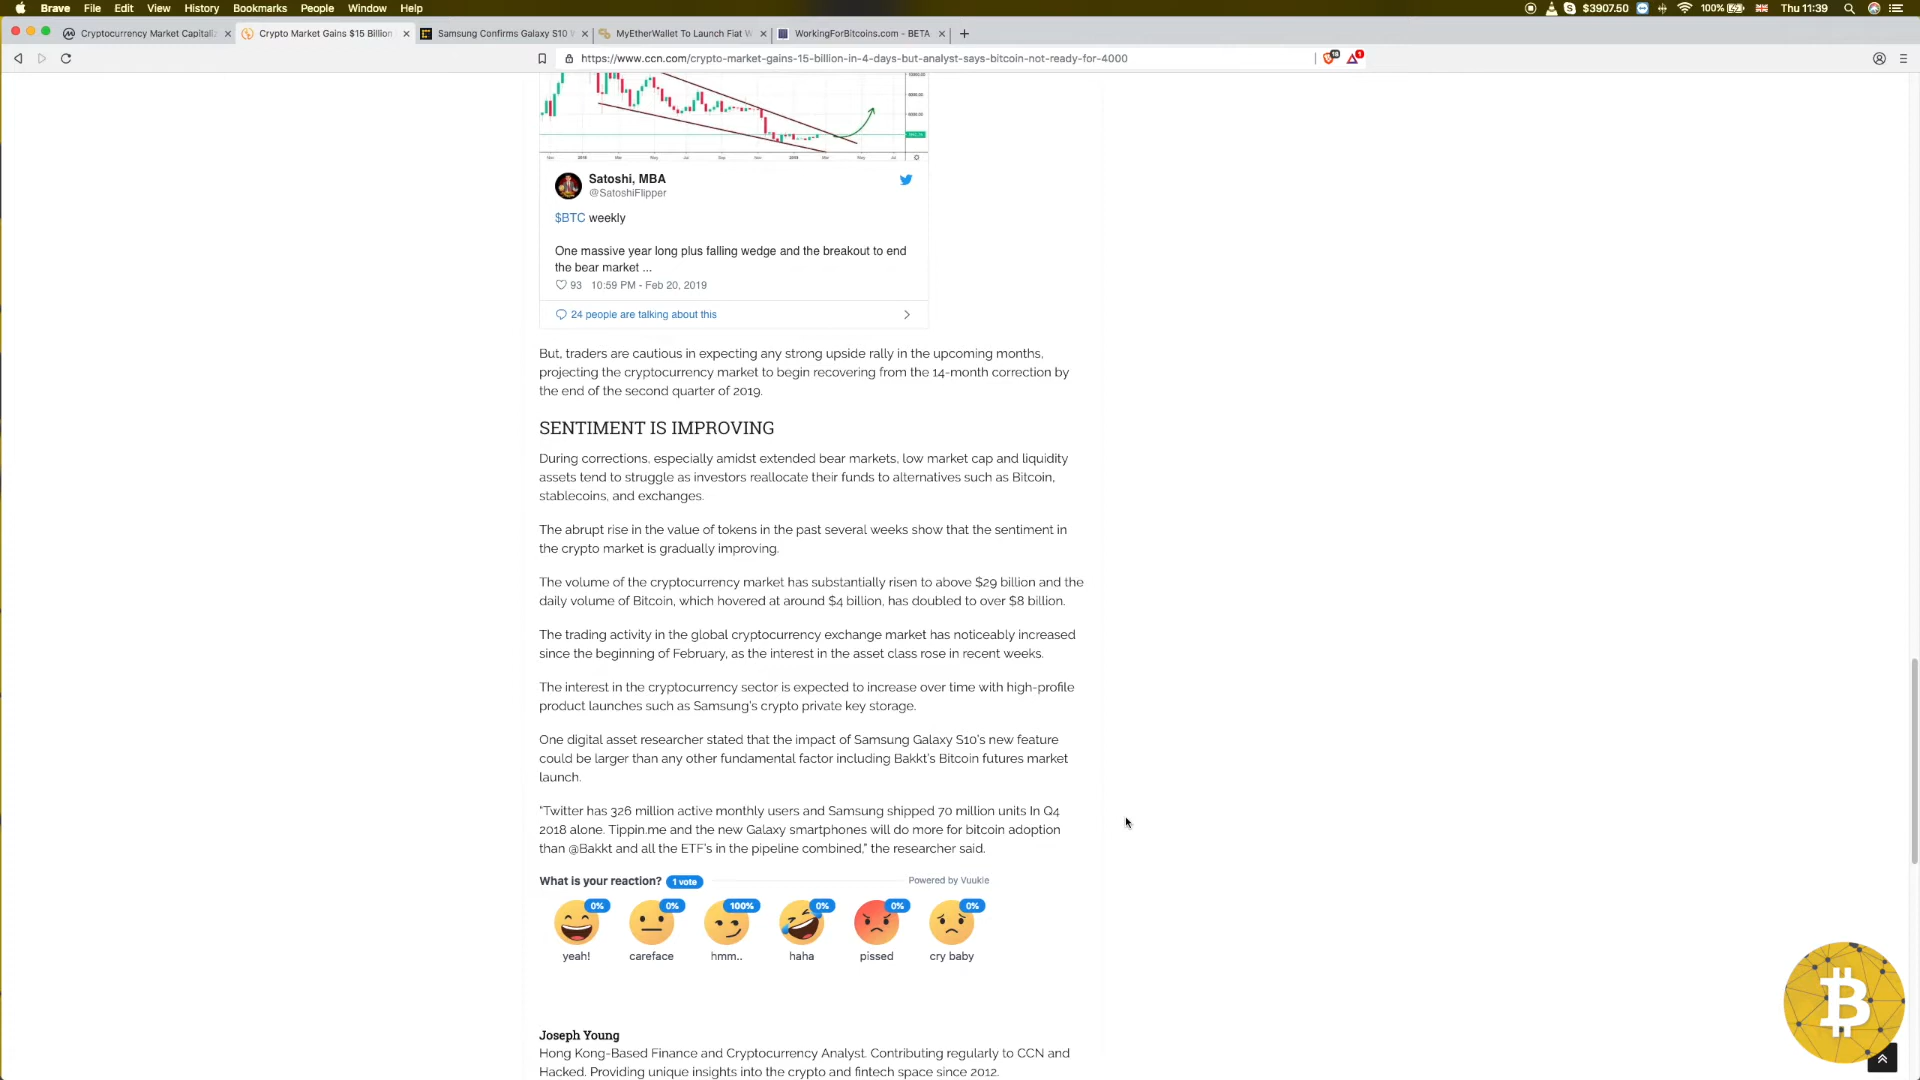 Brave File Edit View History Bookmarks People Window Help $3907.50 100% Thu 11:39
Cryptocurrency Market Capitali Crypto Market Gains $15 Billion Samsung Confirms Galaxy S10 MyEtherWallet To Launch Fiat WorkingForBitcoins.com - BETA
https://www.ccn.com/crypto-market-gains-15-billion-in-4-days-but-analyst-says-bitcoin-not-ready-for-4000
Satoshi, MBA
@SatoshiFlipper
$BTC weekly
One massive year long plus falling wedge and the breakout to end
the bear market ...
93 10:59 PM - Feb 20, 2019
24 people are talking about this
But, traders are cautious in expecting any strong upside rally in the upcoming months,
projecting the cryptocurrency market to begin recovering from the 14-month correction by
the end of the second quarter of 2019.
SENTIMENT IS IMPROVING
During corrections, especially amidst extended bear markets, low market cap and liquidity
assets tend to struggle as investors reallocate their funds to alternatives such as Bitcoin,
stablecoins, and exchanges.
The abrupt rise in the value of tokens in the past several weeks show that the sentiment in
the crypto market is gradually improving.
The volume of the cryptocurrency market has substantially risen to above $29 billion and the
daily volume of Bitcoin, which hovered at around $4 billion, has doubled to over $8 billion.
The trading activity in the global cryptocurrency exchange market has noticeably increased
since the beginning of February, as the interest in the asset class rose in recent weeks.
The interest in the cryptocurrency sector is expected to increase over time with high-profile
product launches such as Samsung's crypto private key storage.
One digital asset researcher stated that the impact of Samsung Galaxy S10's new feature
could be larger than any other fundamental factor including Bakkt's Bitcoin futures market
launch.
"Twitter has 326 million active monthly users and Samsung shipped 70 million units In Q4
2018 alone. Tippin.me and the new Galaxy smartphones will do more for bitcoin adoption
than @Bakkt and all the ETF's in the pipeline combined," the researcher said.
What is your reaction? 1 vote Powered by Vuukle
0% 0% 100% 0% 0% 0%
yeah! careface hmm.. haha pissed cry baby
Joseph Young
Hong Kong-Based Finance and Cryptocurrency Analyst. Contributing regularly to CCN and
Hacked. Providing unique insights into the crypto and fintech space since 2012.